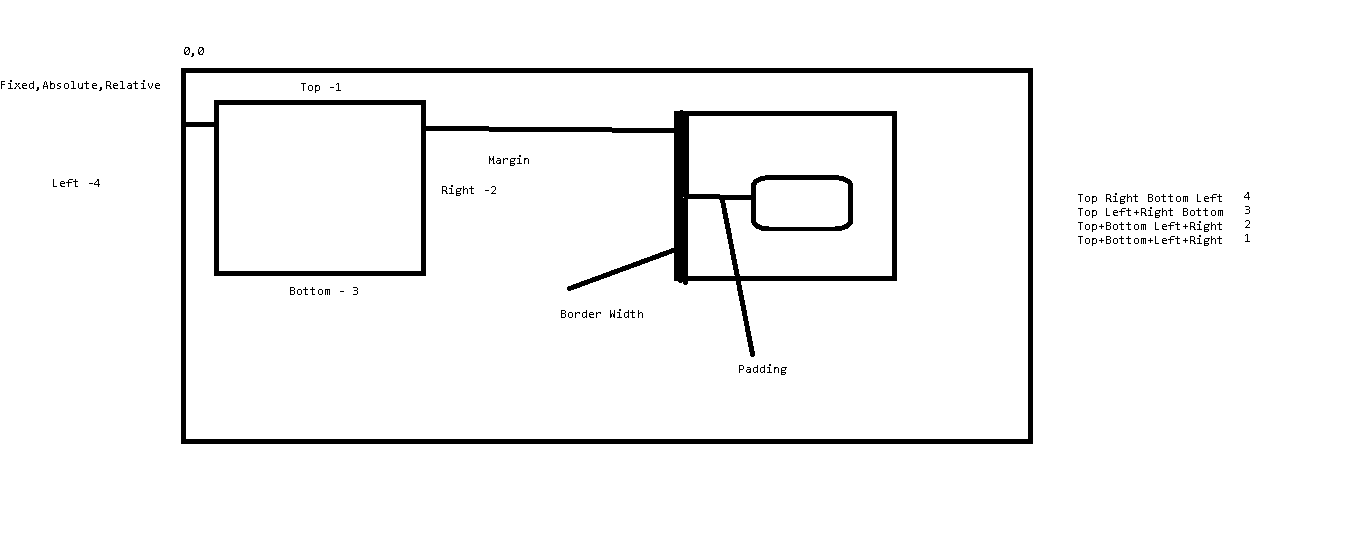 0,0
Fixed,Absolute,Relative
Top -1
Margin
Left -4
Right -2
Top Right Bottom Left 4
Top Left+Right Bottom 3
Top+Bottom Left+Right 2
Top+Bottom+Left+Right 1
Bottom - 3
Border Width
Padding